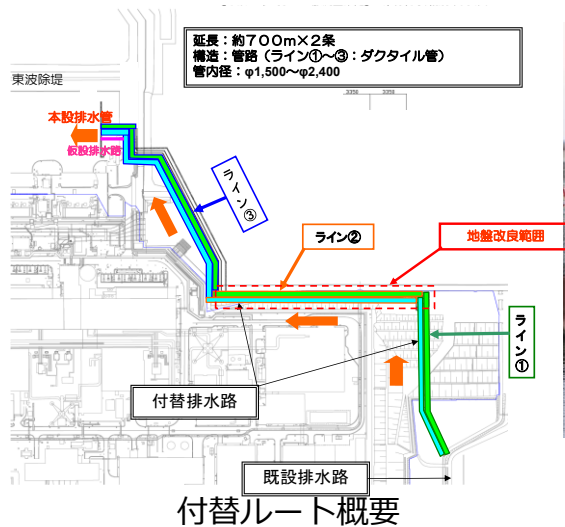 延長：約７００ｍ×２条
構造：管路（ライン①～③：ダクタイル管）
管内径：φ1,500～φ2,400
東波除堤
本設排水管
仮設排水路
ライン③
ライン②
地盤改良範囲
ライン①
付替排水路
既設排水路
付替ルート概要